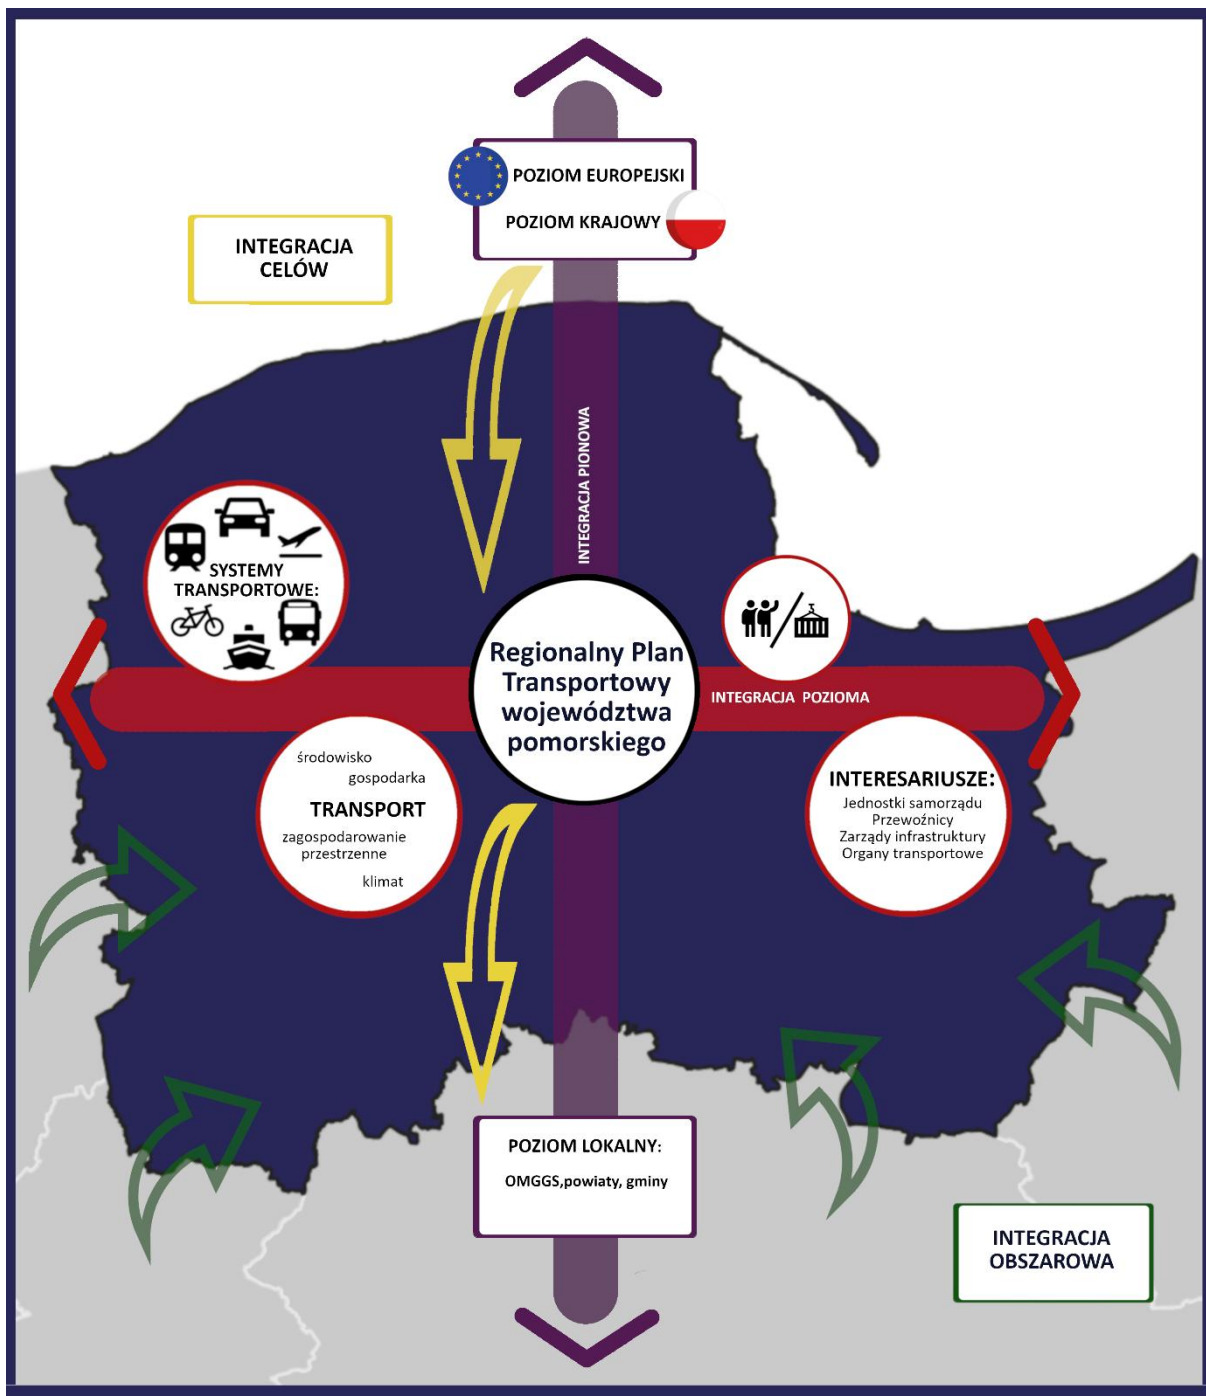 POZIOM EUROPEJSKI
POZIOM KRAJOWY
INTEGRACJA
CELÓW
INTEGRACJA PIONOWA
SYSTEMY
TRANSPORTOWE:
Regionalny Plan
Transportowy
województwa
pomorskiego
INTEGRACJA POZIOMA
środowisko
gospodarka
TRANSPORT
zagospodarowanie
przestrzenne
klimat
INTERESARIUSZE:
Jednostki samorządu
Przewoźnicy
Zarządy infrastruktury
Organy transportowe
POZIOM LOKALNY:
OMGGS,powiaty, gminy
INTEGRACJA
OBSZAROWA